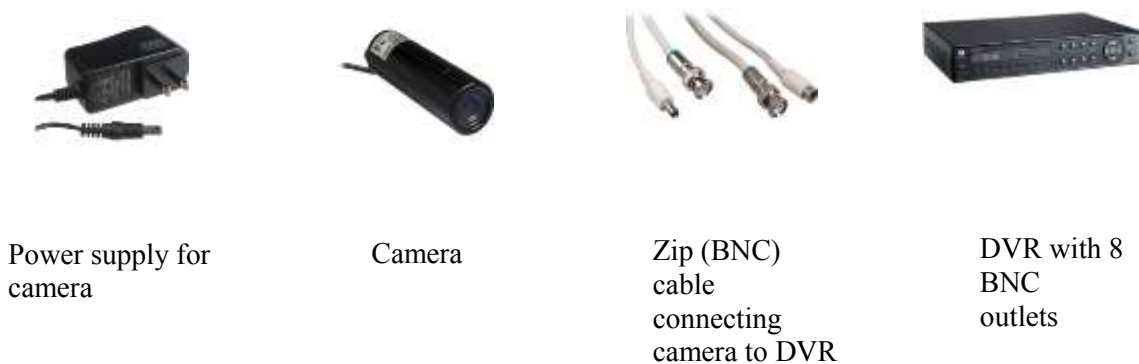 Power supply for
camera
Camera
Zip (BNC)
cable
connecting
camera to DVR
DVR with 8
BNC
outlets